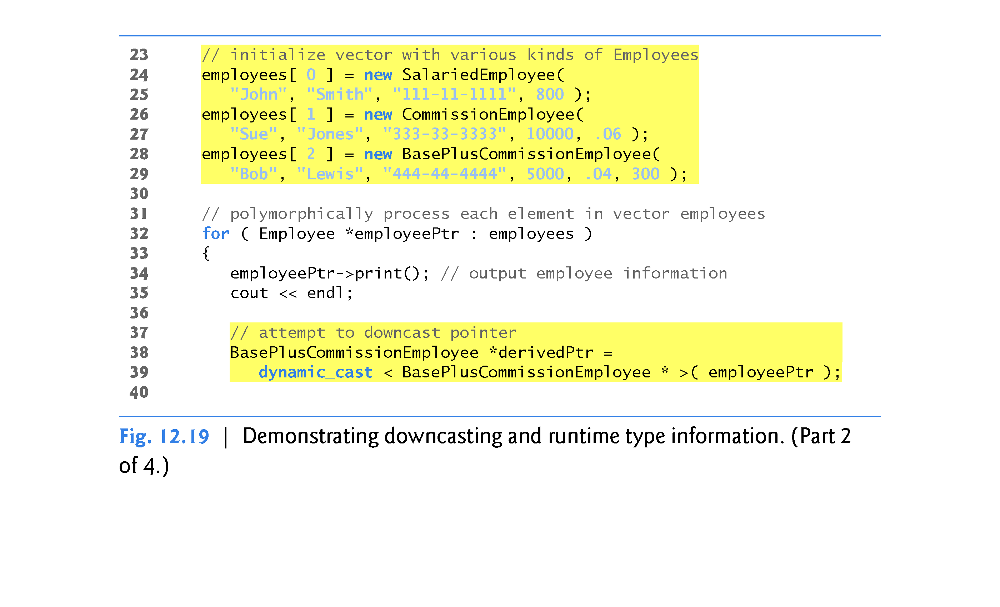 23 // initialize vector with various kinds of Employees
24 employees[ 0 ] = new SalariedEmployee(
25 "John", "Smith", "111-11-1111", 800 );
26 employees[ 1 ] = new CommissionEmployee(
27 "Sue", "Jones", "333-33-3333", 10000, .06 );
28 employees[ 2 ] = new BasePlusCommissionEmployee(
29 "Bob", "Lewis", "444-44-4444", 5000, .04, 300 );
30
31 // polymorphically process each element in vector employees
32 for ( Employee *employeePtr : employees )
33 {
34 employeePtr->print(); // output employee information
35 cout << endl;
36
37 // attempt to downcast pointer
38 BasePlusCommissionEmployee *derivedPtr =
39 dynamic_cast < BasePlusCommissionEmployee * >( employeePtr );
40
Fig. 12.19 | Demonstrating downcasting and runtime type information. (Part 2
of 4.)